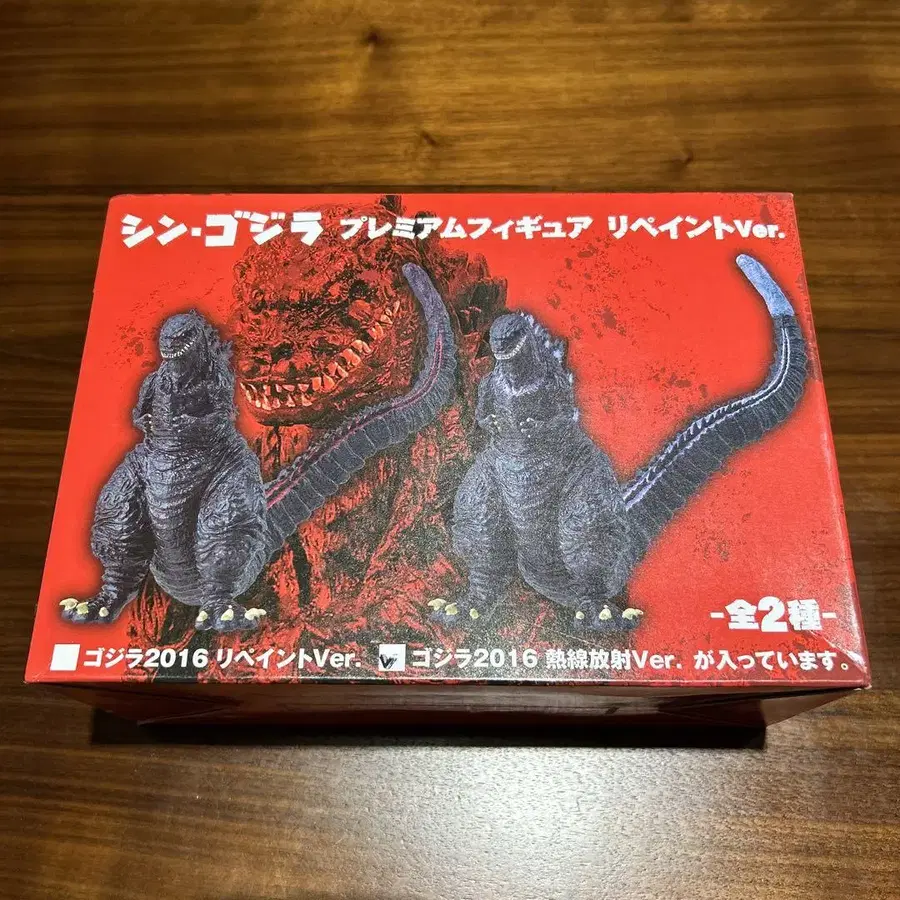 シン・ゴジラ プレミアムフィギュア リペイントVer.
-全2種-
ゴジラ2016 リペイントVer. ゴジラ2016 熱線放射Ver. が入っています。